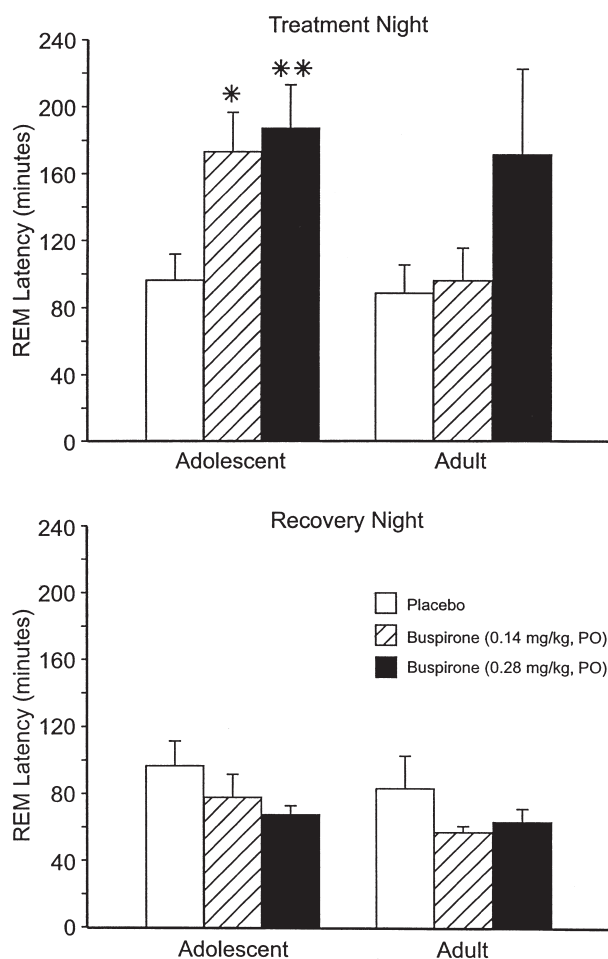 Treatment Night
REM Latency (minutes)
240
200
160
120
80
40
0
* **
Adolescent Adult
Recovery Night
REM Latency (minutes)
240
200
160
120
80
40
0
Placebo
Buspirone (0.14 mg/kg, PO)
Buspirone (0.28 mg/kg, PO)
Adolescent Adult